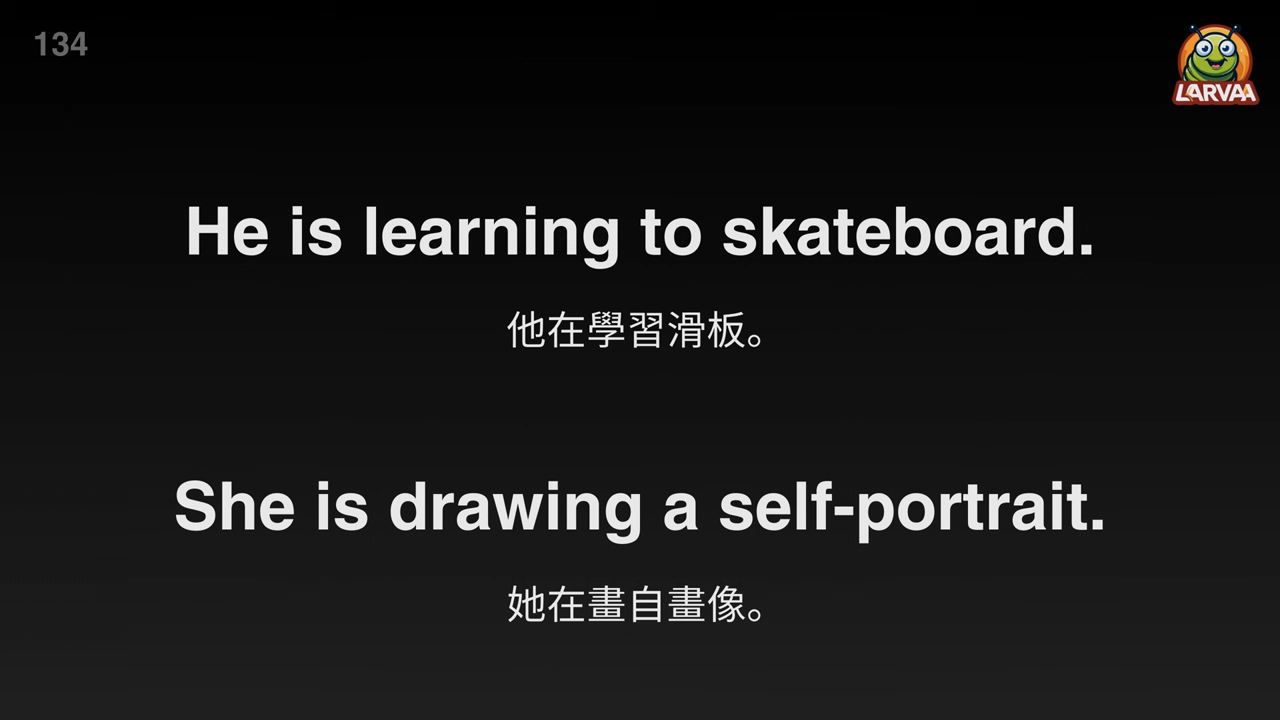 134
LARVAA
He is learning to skateboard.
他在學習滑板。
She is drawing a self-portrait.
她在畫自畫像。